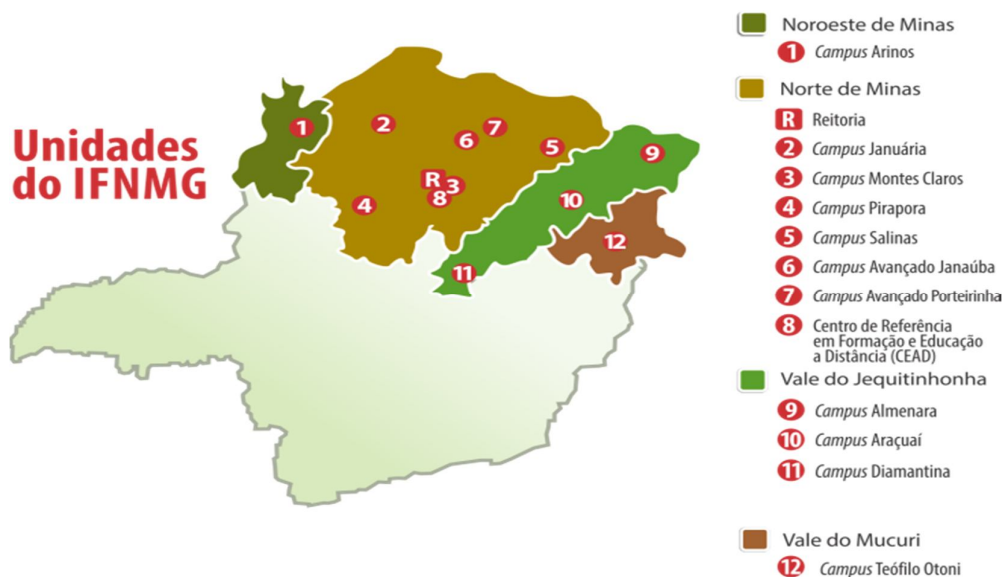 Unidades
do IFNMG
1
2
7
6
5
9
R
3
8
4
10
12
11
Noroeste de Minas
1 Campus Arinos
Norte de Minas
R Reitoria
2 Campus Januária
3 Campus Montes Claros
4 Campus Pirapora
5 Campus Salinas
6 Campus Avançado Janaúba
7 Campus Avançado Porteirinha
8 Centro de Referência
em Formação e Educação
a Distância (CEAD)
Vale do Jequitinhonha
9 Campus Almenara
10 Campus Araçuaí
11 Campus Diamantina
Vale do Mucuri
12 Campus Teófilo Otoni